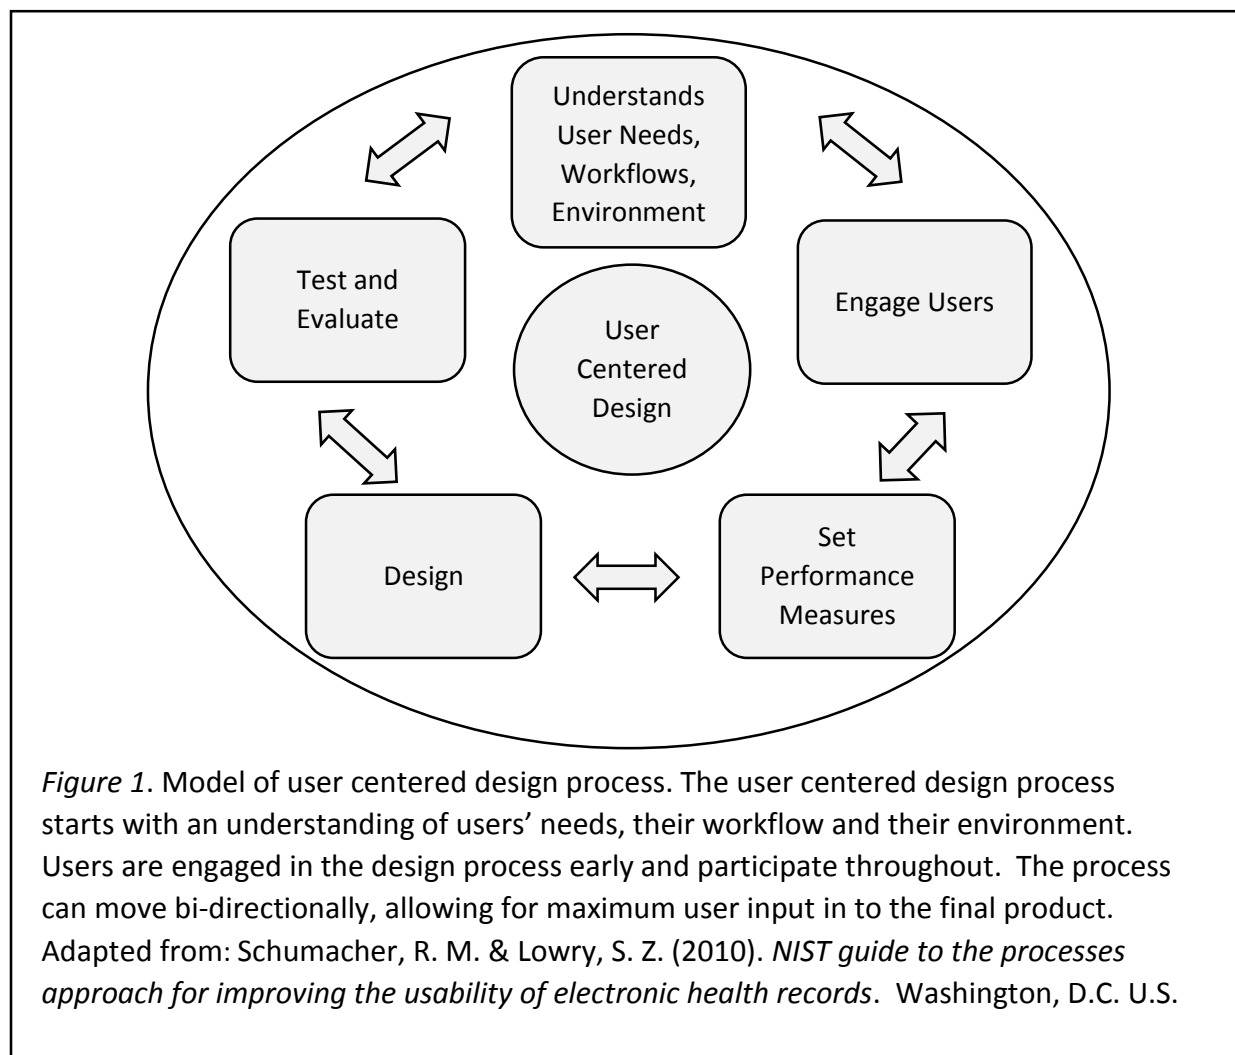 Understands
User Needs,
Workflows,
Environment
Test and
Evaluate
User
Centered
Design
Engage Users
Design
Set
Performance
Measures
Figure 1. Model of user centered design process. The user centered design process
starts with an understanding of users’ needs, their workflow and their environment.
Users are engaged in the design process early and participate throughout.  The process
can move bi-directionally, allowing for maximum user input in to the final product.
Adapted from: Schumacher, R. M. & Lowry, S. Z. (2010). NIST guide to the processes
approach for improving the usability of electronic health records.  Washington, D.C. U.S.